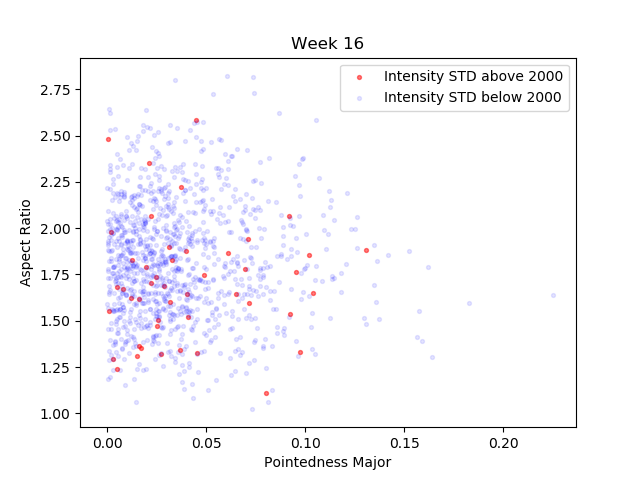 Week 16
Intensity STD above 2000
Intensity STD below 2000
Aspect Ratio
2.75
2.50
2.25
2.00
1.75
1.50
1.25
1.00
0.00 0.05 0.10 0.15 0.20
Pointedness Major